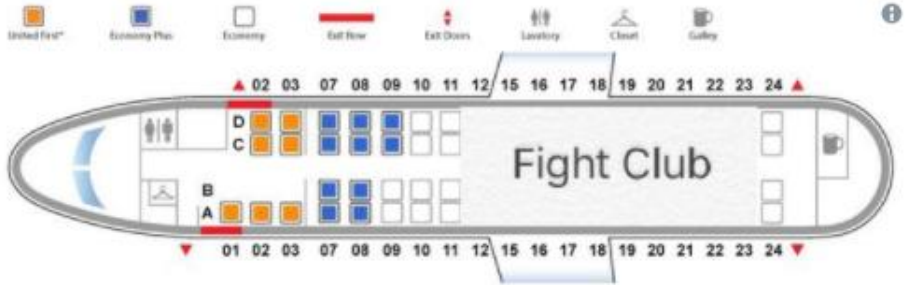 United First* Economy Plus Economy Exit Row Exit Doors Lavatory Closet Galley
02 03 07 08 09 10 11 12 15 16 17 18 19 20 21 22 23 24
D
C
Fight Club
B
A
01 02 03 07 08 09 10 11 12 15 16 17 18 19 20 21 22 23 24